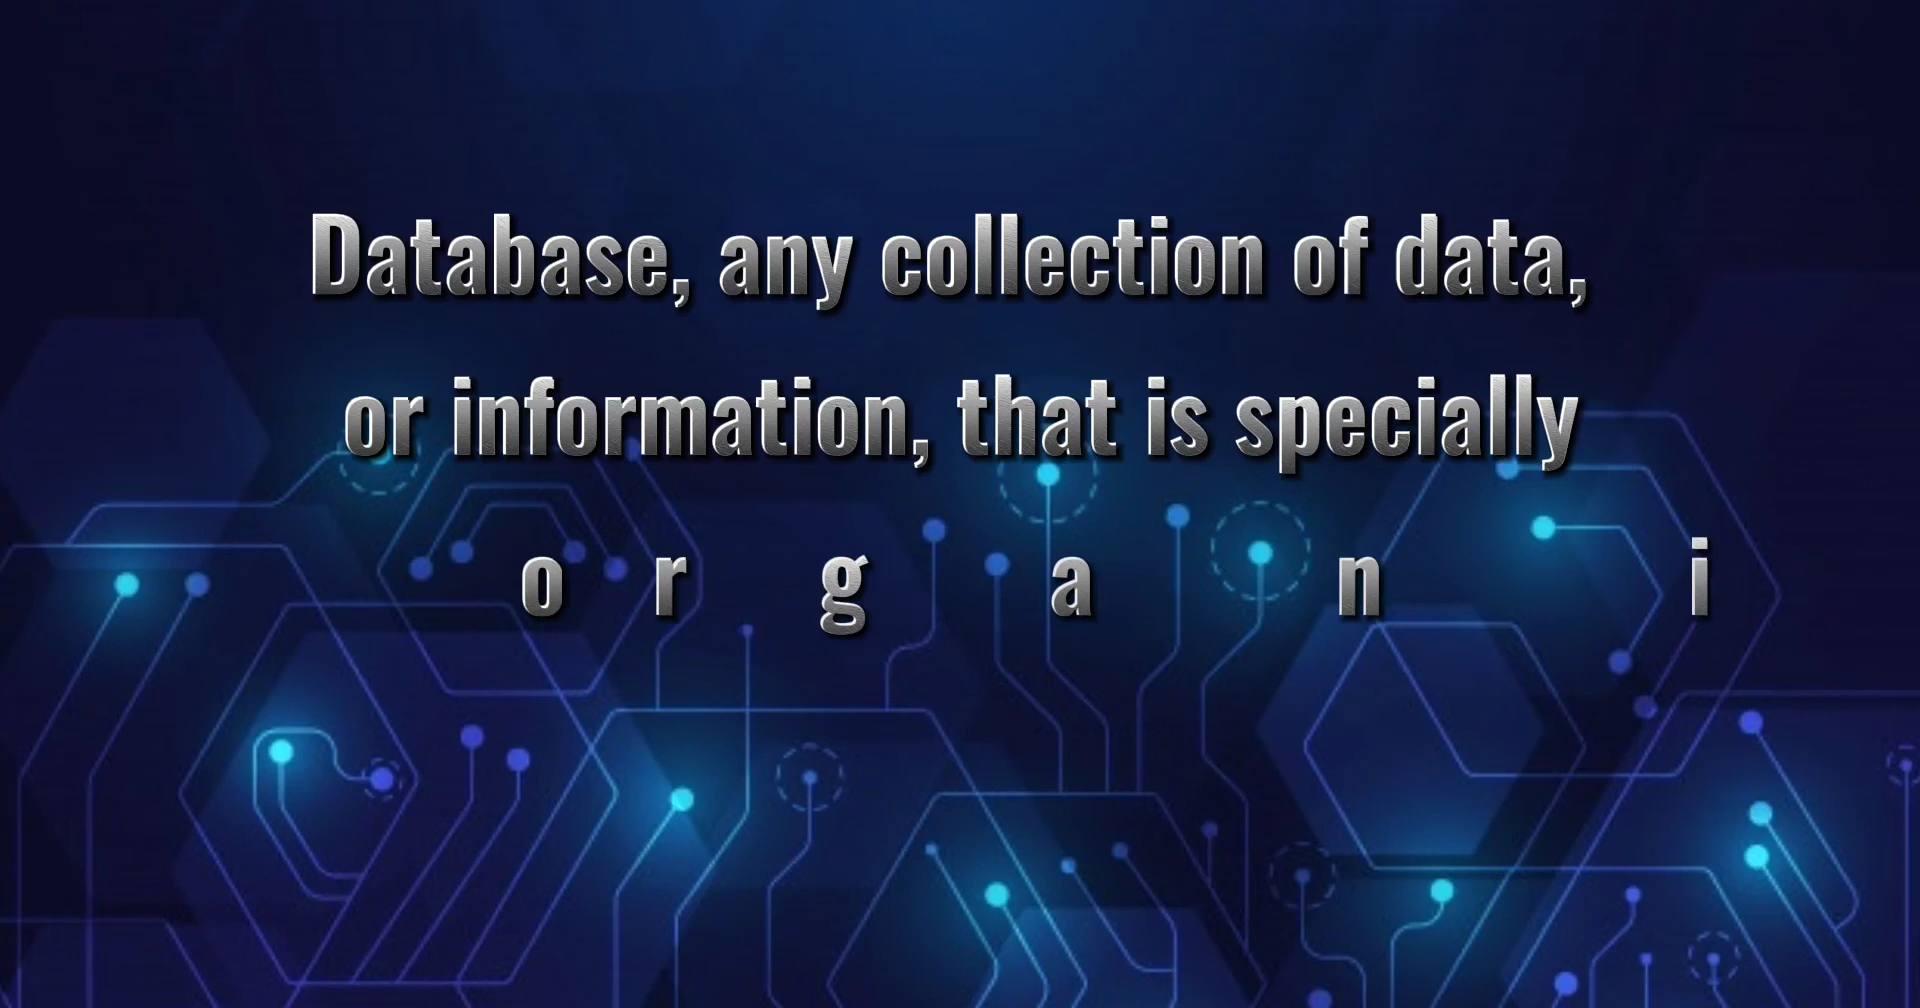 Database, any collection of data,
or information, that is specially
o r g a n i